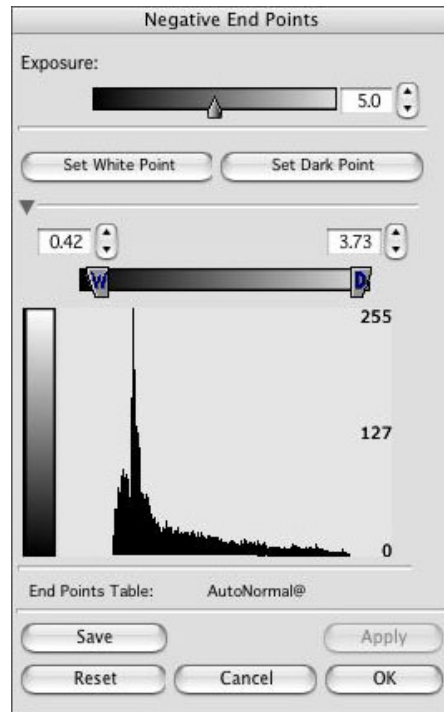 Negative End Points
Exposure:
5.0
Set White Point Set Dark Point
0.42 3.73
W D
255
127
0
End Points Table: AutoNormal@
Save Apply
Reset Cancel OK